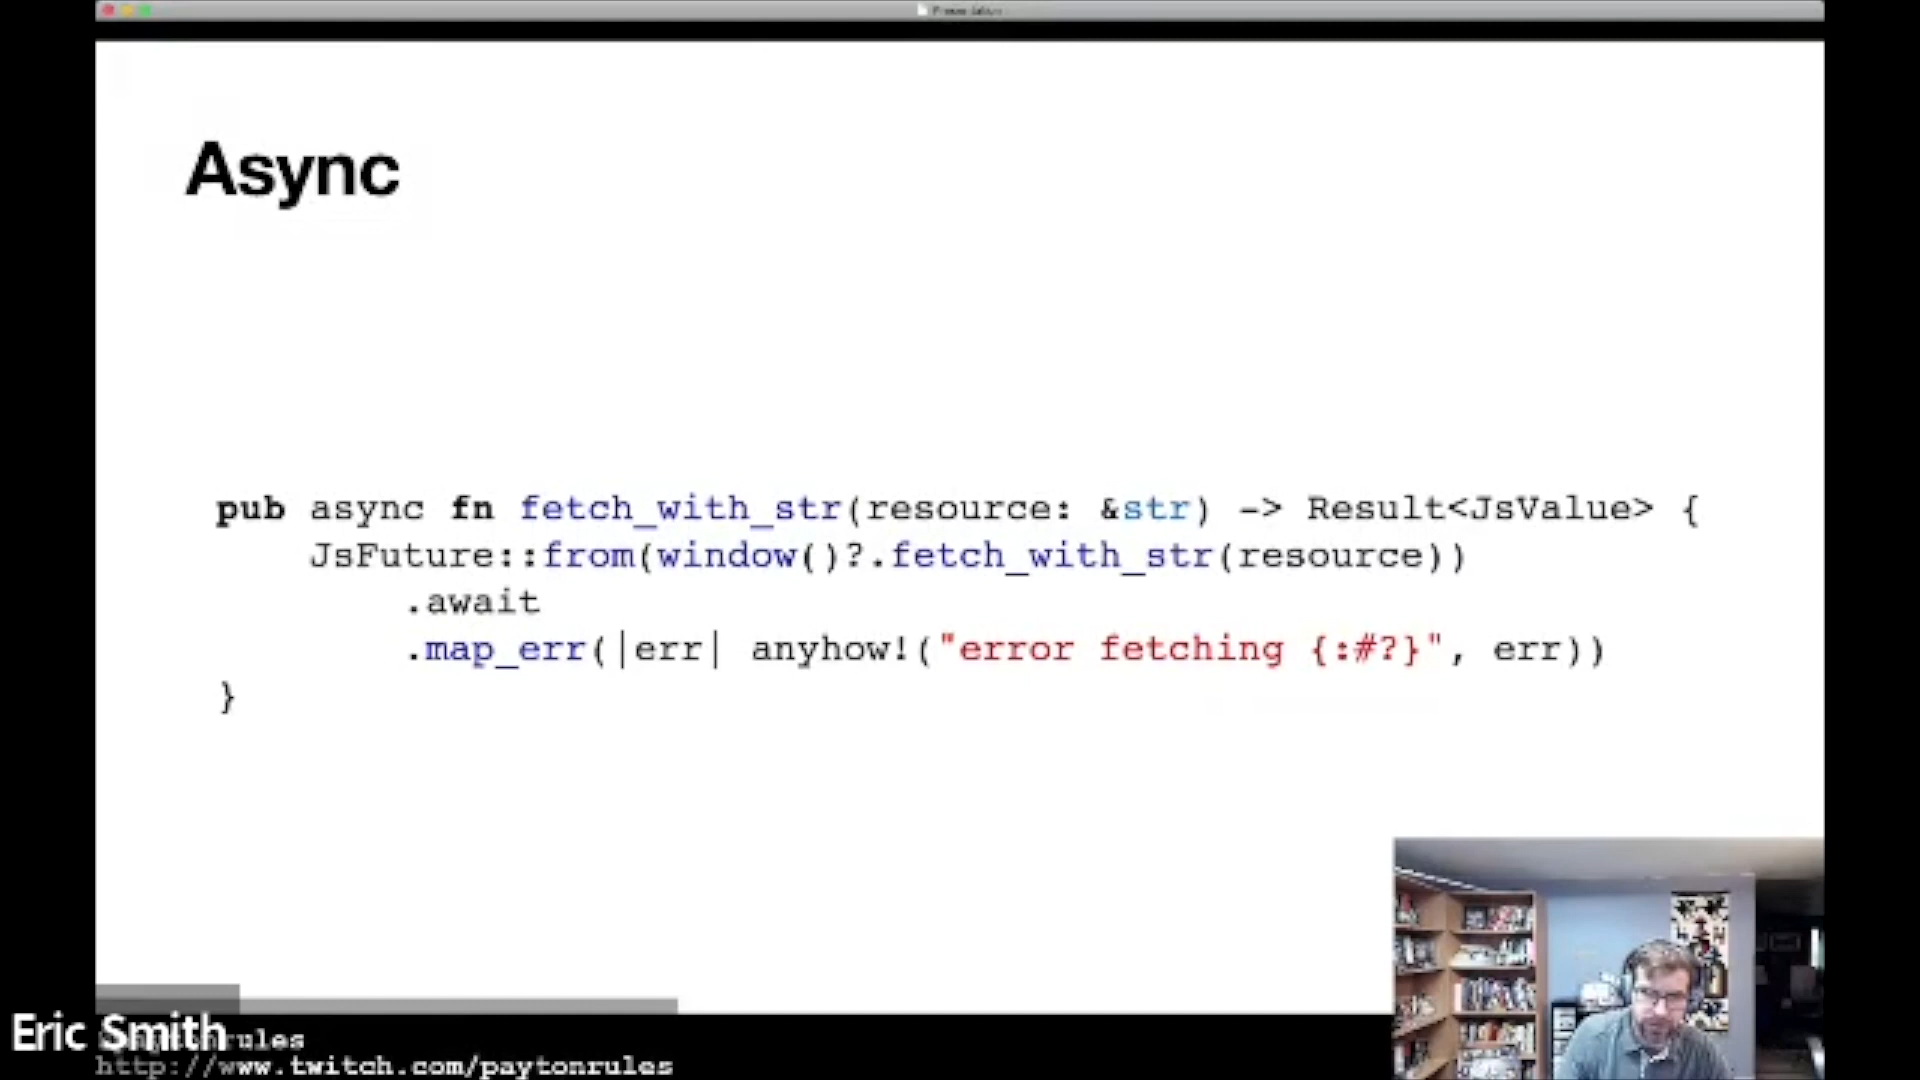 Async
pub async fn fetch_with_str(resource: &str) -> Result<JsValue> {
JsFuture::from(window()?.fetch_with_str(resource))
.await
.map_err(|err| anyhow!("error fetching {:#?}", err))
}
Eric Smith
http://www.twitch.com/paytonrules